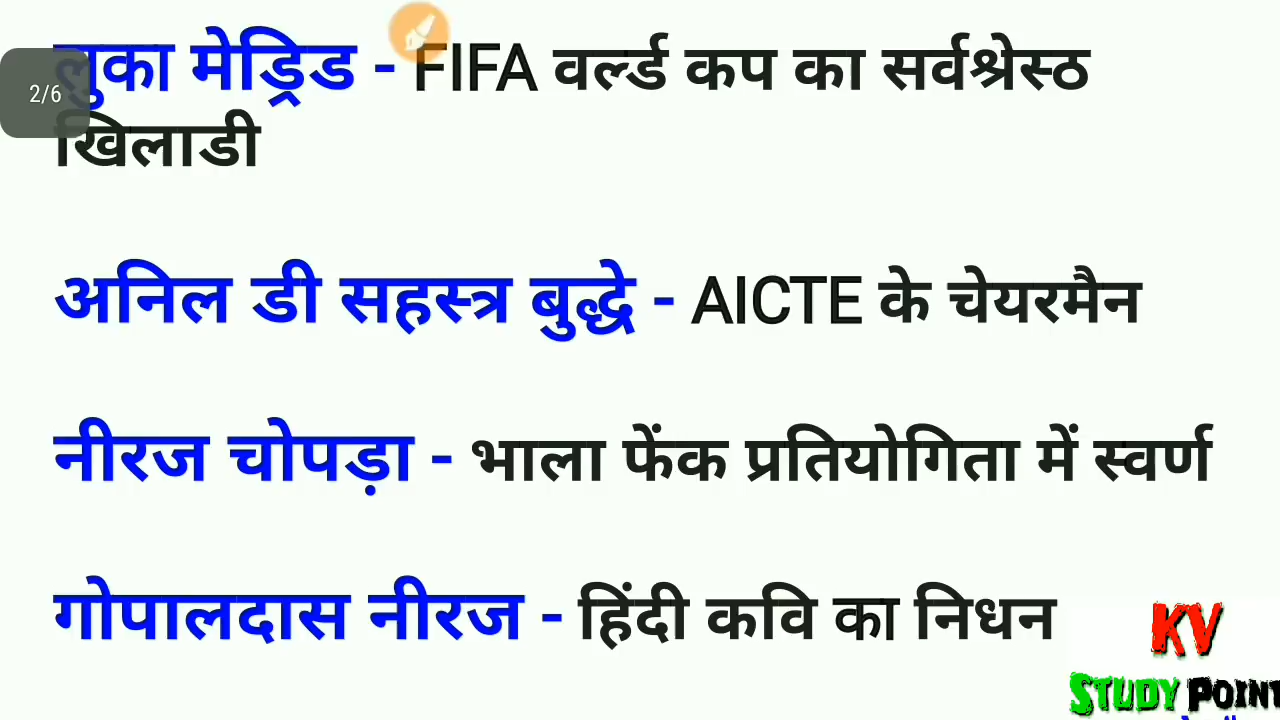 लुका मेड्रिड - FIFA वर्ल्ड कप का सर्वश्रेस्ठ
2/6
खिलाडी
अनिल डी सहस्त्र बुद्धे - AICTE के चेयरमैन
नीरज चोपड़ा - भाला फेंक प्रतियोगिता में स्वर्ण
गोपालदास नीरज - हिंदी कवि का निधन
KV
STUDY POINT